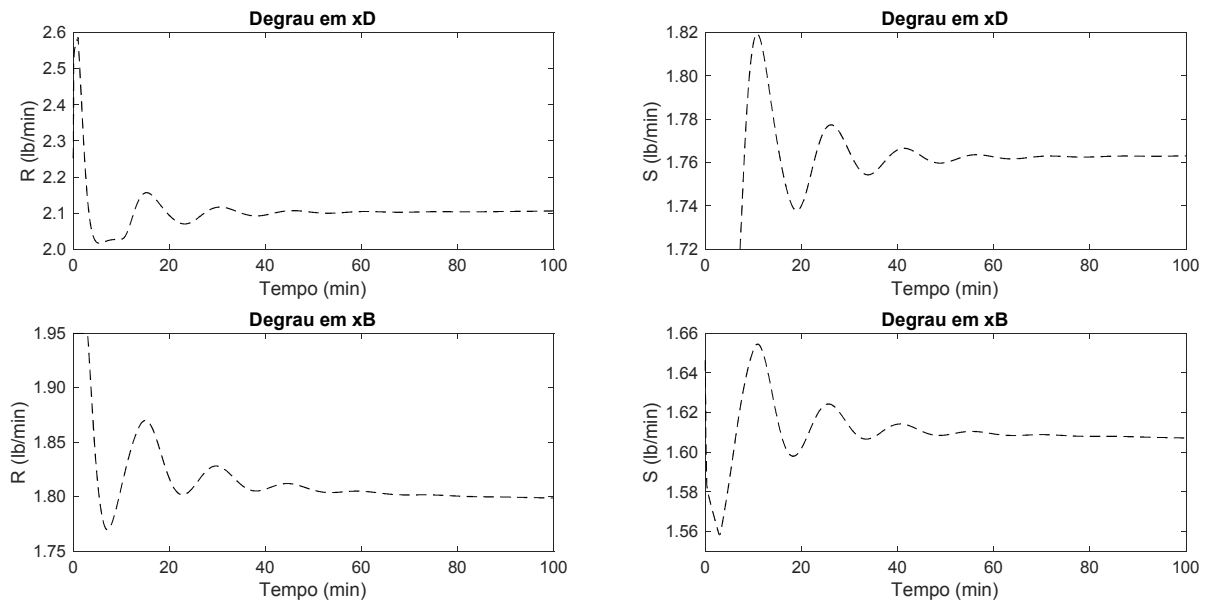 Degrau em xD
R (lb/min)
2.6
2.5
2.4
2.3
2.2
2.1
2.0
0 20 40 60 80 100
Tempo (min)
Degrau em xD
S (lb/min)
1.82
1.80
1.78
1.76
1.74
1.72
0 20 40 60 80 100
Tempo (min)
Degrau em xB
R (lb/min)
1.95
1.90
1.85
1.80
1.75
0 20 40 60 80 100
Tempo (min)
Degrau em xB
S (lb/min)
1.66
1.64
1.62
1.60
1.58
1.56
0 20 40 60 80 100
Tempo (min)